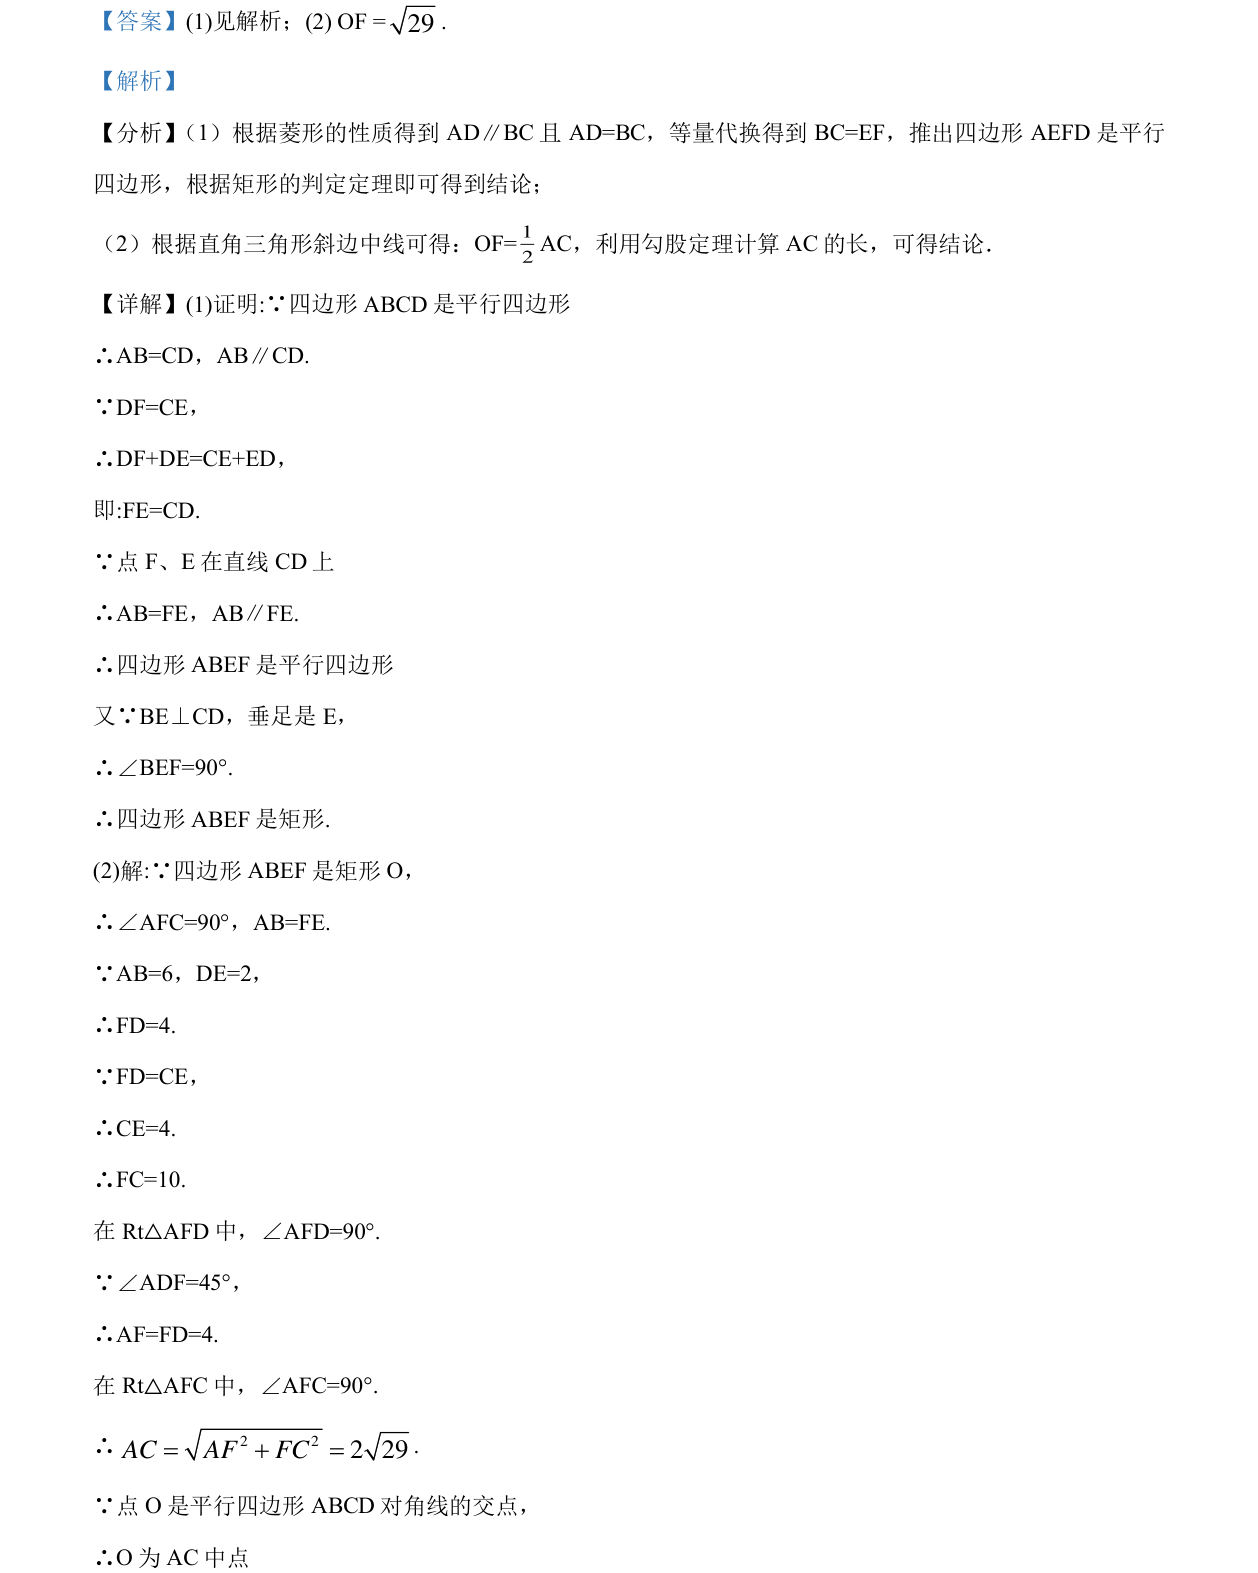 【答案】(1)见解析；(2) OF = √29 .
【解析】
【分析】（1）根据菱形的性质得到 AD∥BC 且 AD=BC，等量代换得到 BC=EF，推出四边形 AEFD 是平行
四边形，根据矩形的判定定理即可得到结论；
（2）根据直角三角形斜边中线可得：OF=1/2 AC，利用勾股定理计算 AC 的长，可得结论．
【详解】(1)证明:∵四边形 ABCD 是平行四边形
∴AB=CD，AB∥CD.
∵DF=CE，
∴DF+DE=CE+ED，
即:FE=CD.
∵点 F、E 在直线 CD 上
∴AB=FE，AB∥FE.
∴四边形 ABEF 是平行四边形
又∵BE⊥CD，垂足是 E，
∴∠BEF=90°.
∴四边形 ABEF 是矩形.
(2)解:∵四边形 ABEF 是矩形 O，
∴∠AFC=90°，AB=FE.
∵AB=6，DE=2，
∴FD=4.
∵FD=CE，
∴CE=4.
∴FC=10.
在 Rt△AFD 中，∠AFD=90°.
∵∠ADF=45°，
∴AF=FD=4.
在 Rt△AFC 中，∠AFC=90°.
∴ AC = √(AF² + FC²) = 2√29 .
∵点 O 是平行四边形 ABCD 对角线的交点，
∴O 为 AC 中点